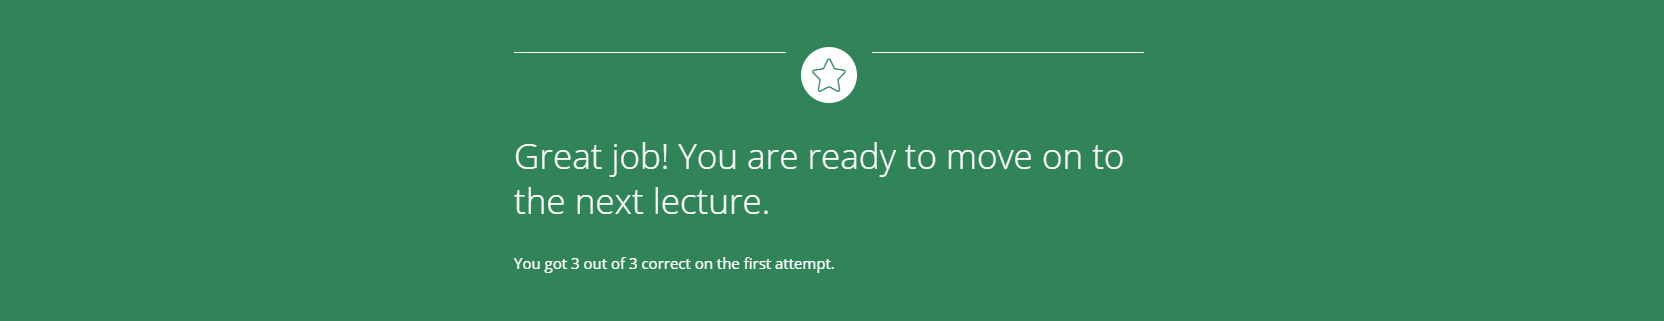 Great job! You are ready to move on to
the next lecture.
You got 3 out of 3 correct on the first attempt.